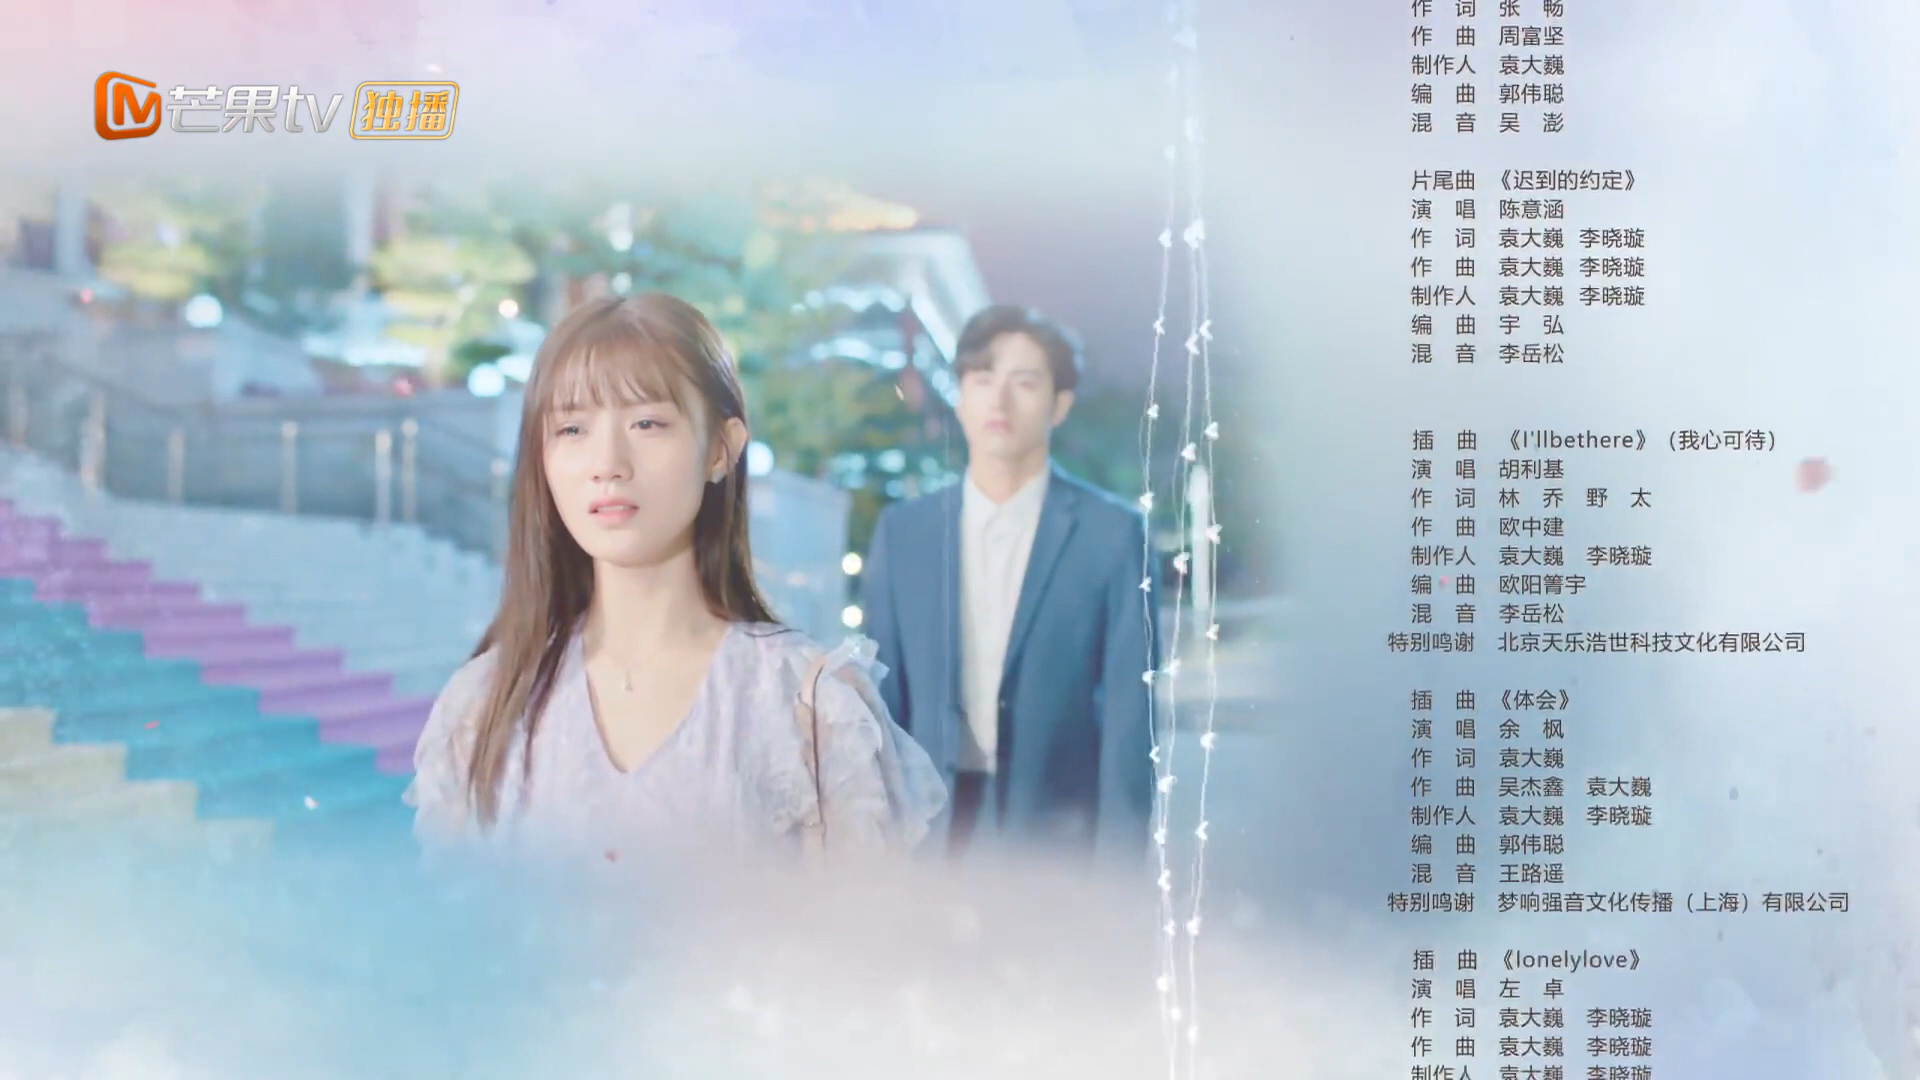 芒果tv 独播
作 词 张 畅
作 曲 周富坚
制作人 袁大巍
编 曲 郭伟聪
混 音 吴 澎
片尾曲 《迟到的约定》
演 唱 陈意涵
作 词 袁大巍 李晓璇
作 曲 袁大巍 李晓璇
制作人 袁大巍 李晓璇
编 曲 宇 弘
混 音 李岳松
插 曲 《I'llbethere》（我心可待）
演 唱 胡利基
作 词 林 乔 野 太
作 曲 欧中建
制作人 袁大巍 李晓璇
编 曲 欧阳箐宇
混 音 李岳松
特别鸣谢 北京天乐浩世科技文化有限公司
插 曲 《体会》
演 唱 余 枫
作 词 袁大巍
作 曲 吴杰鑫 袁大巍
制作人 袁大巍 李晓璇
编 曲 郭伟聪
混 音 王路遥
特别鸣谢 梦响强音文化传播（上海）有限公司
插 曲 《lonelylove》
演 唱 左 卓
作 词 袁大巍 李晓璇
作 曲 袁大巍 李晓璇
制作人 袁大巍 李晓璇